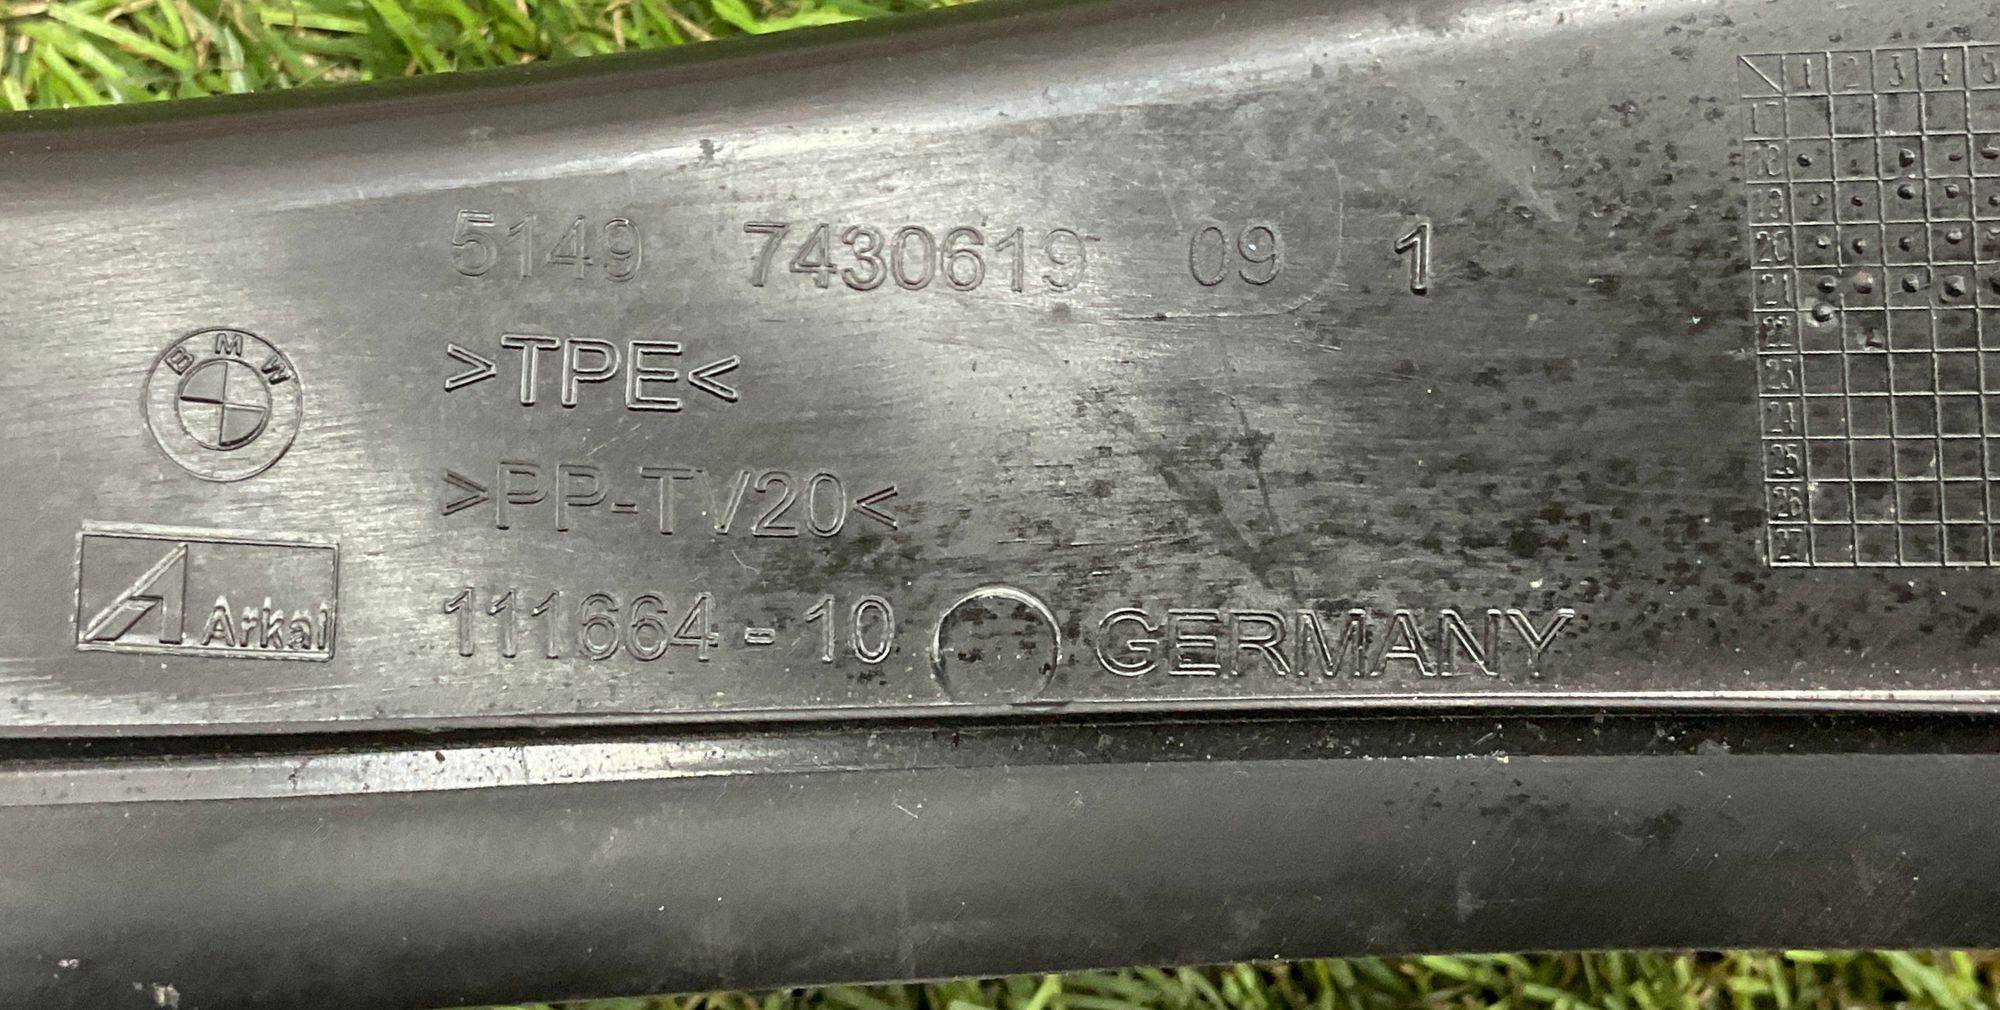 5149 7430619 09 1
>TPE<
BMW
>PP-TV20<
Arkal
111664-10 GERMANY
1 2 3 4 5
17
18
19
20
21
22
23
24
25
26
27